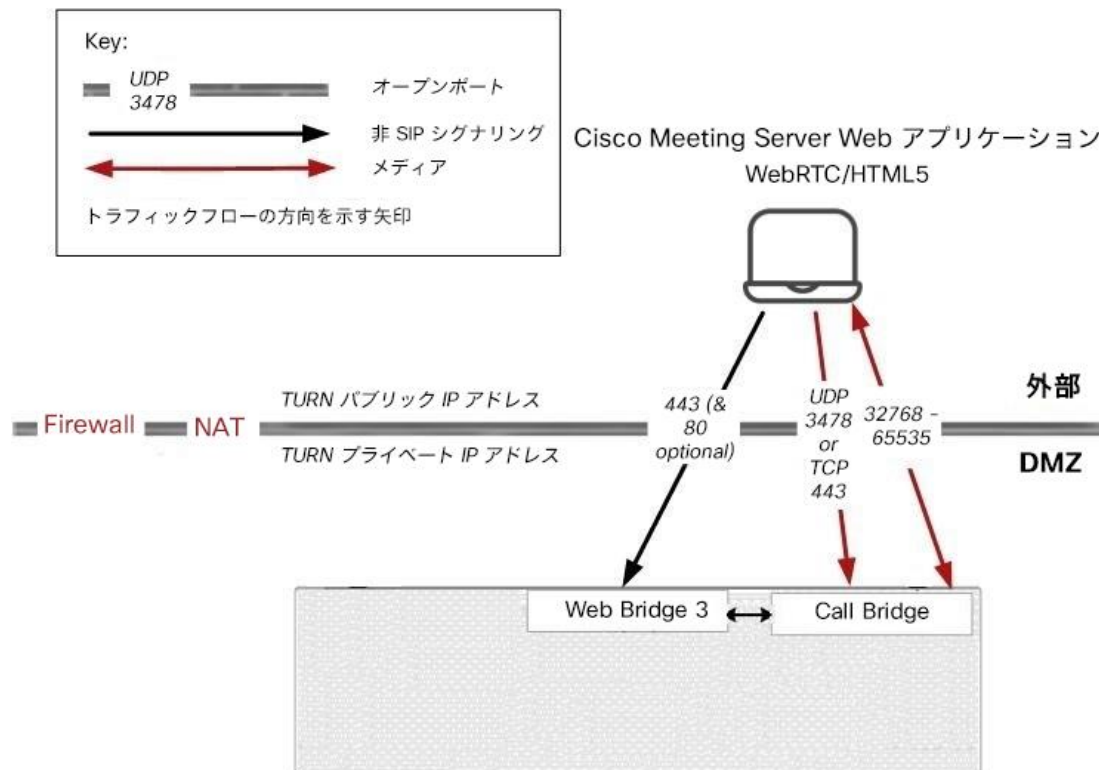 Key:
UDP
3478
オープンポート
非 SIP シグナリング
メディア
トラフィックフローの方向を示す矢印
Cisco Meeting Server Web アプリケーション
WebRTC/HTML5
TURN パブリック IP アドレス
Firewall
NAT
TURN プライベート IP アドレス
443 (&
80
optional)
UDP
3478
or
TCP
443
32768 -
65535
外部
DMZ
Web Bridge 3
Call Bridge